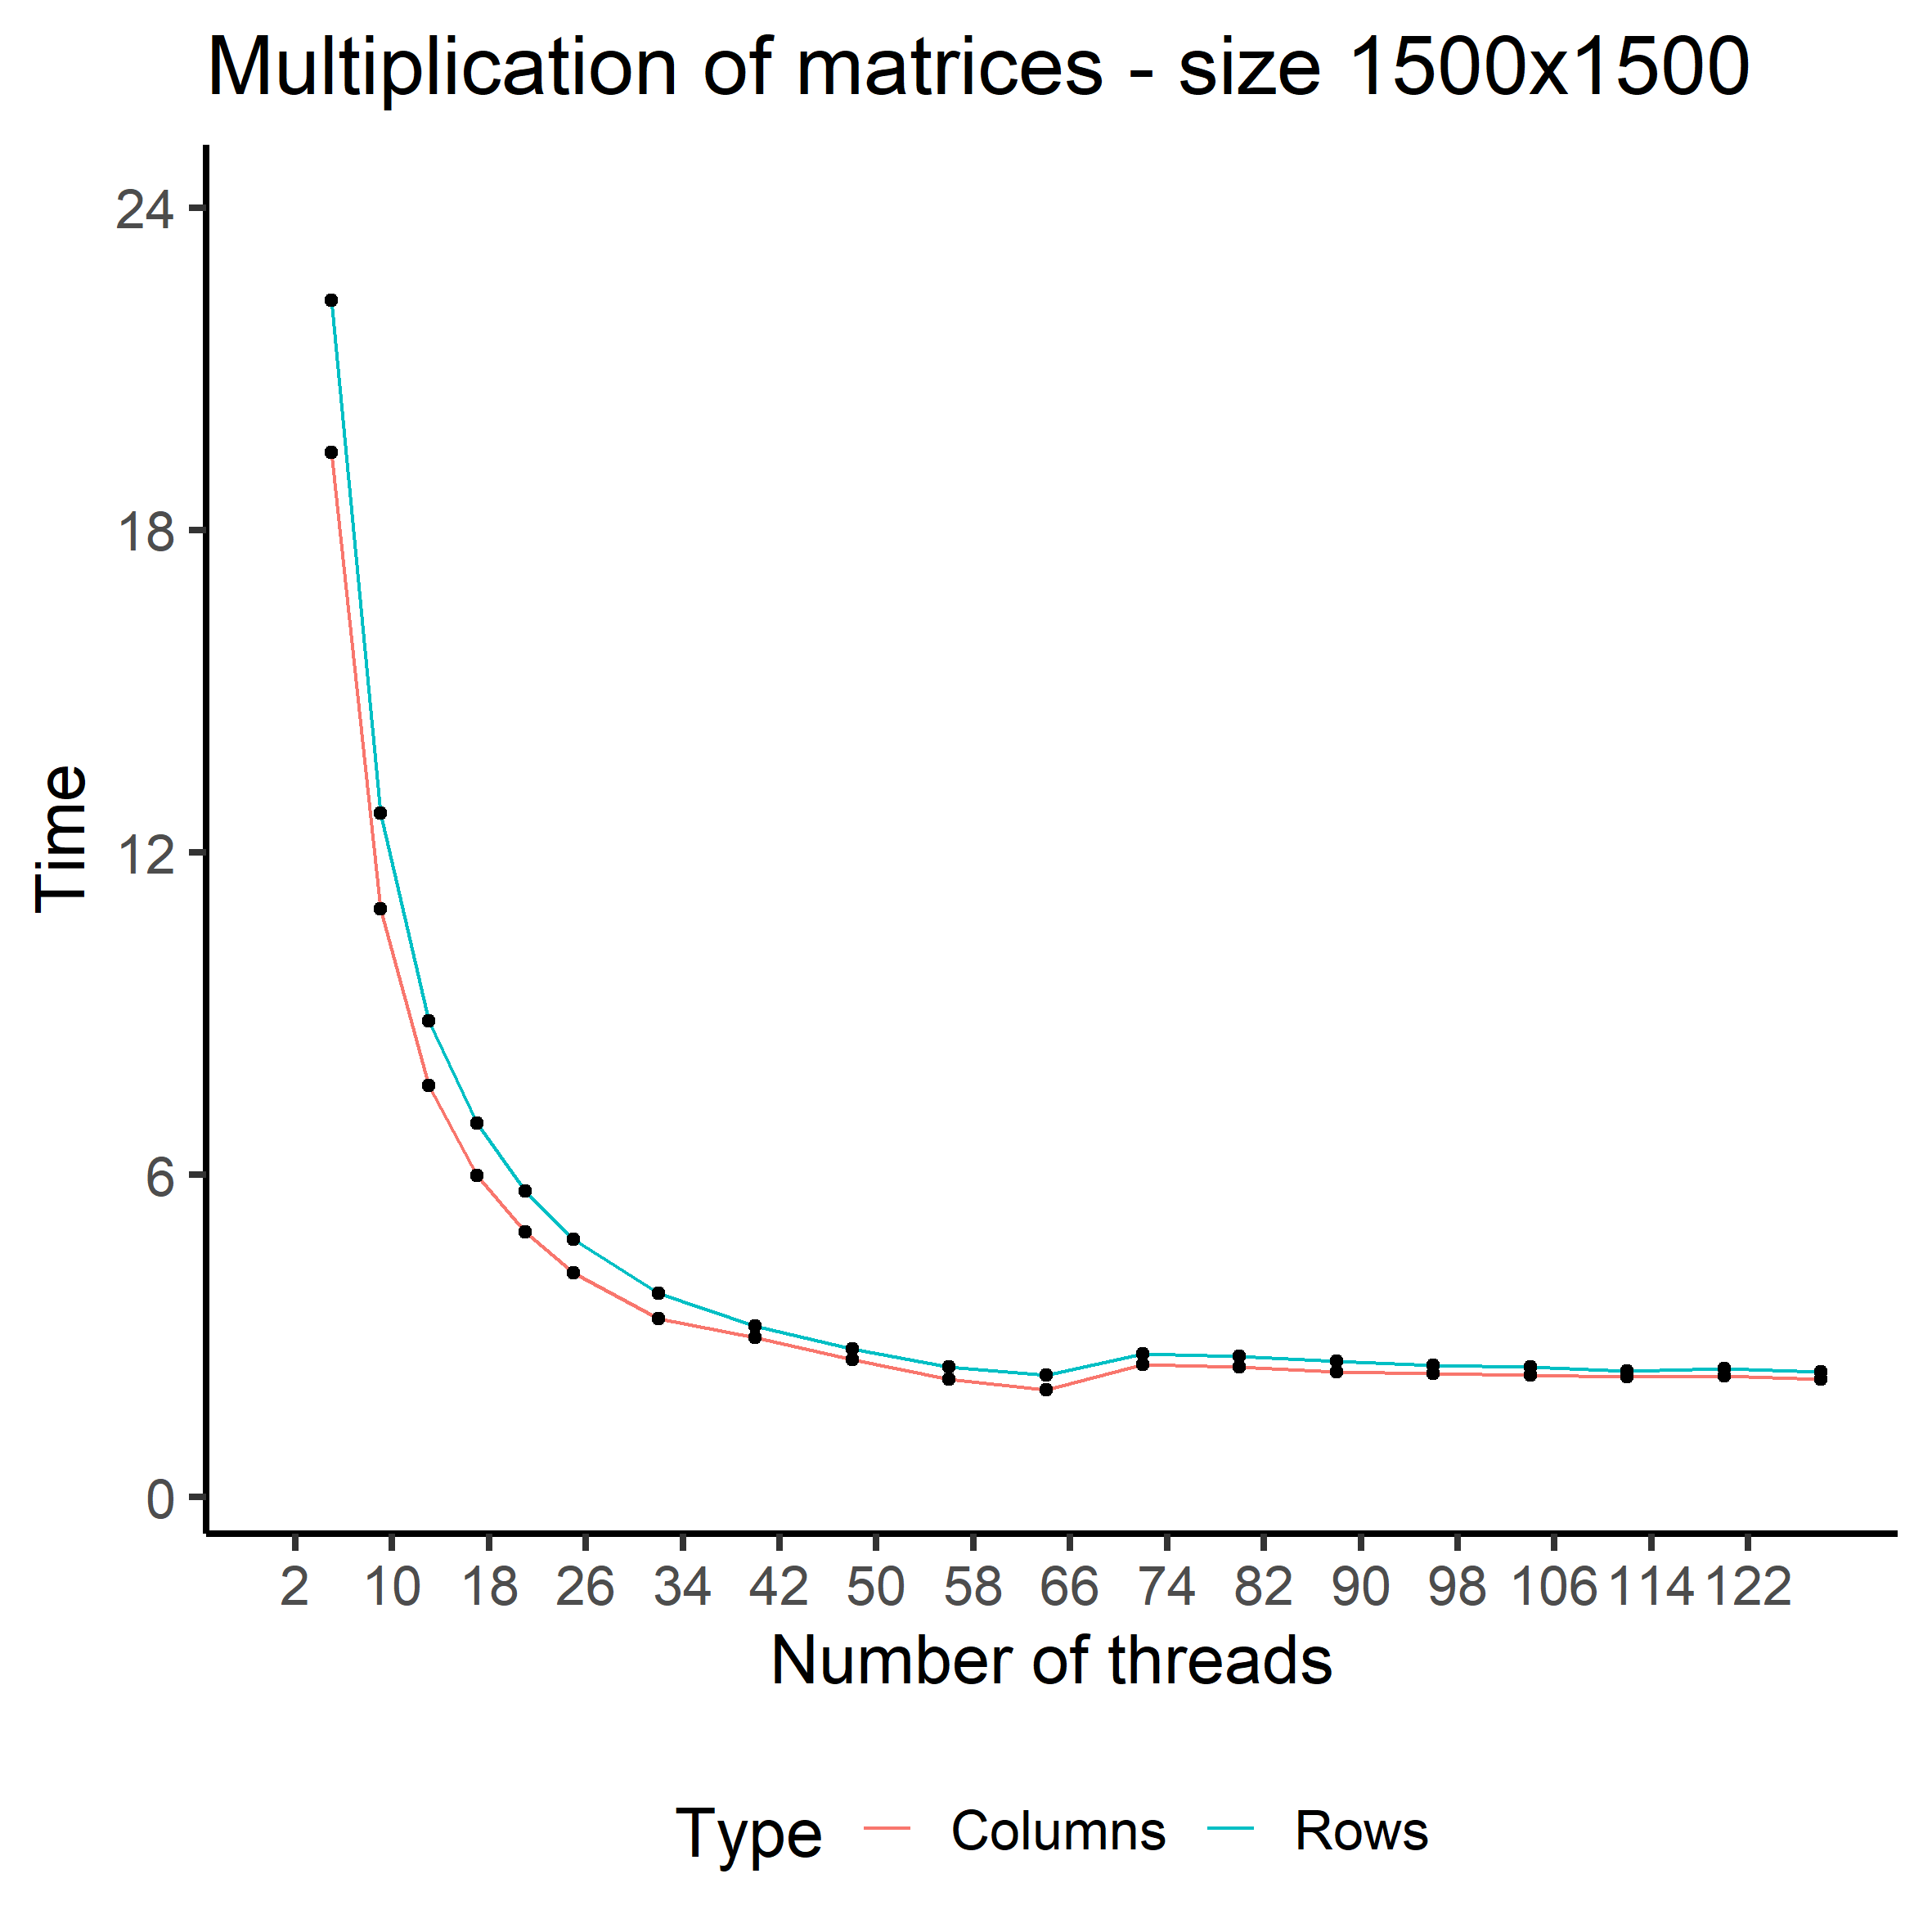 Multiplication of matrices - size 1500x1500
24
18
12
6
0
Time
2 10 18 26 34 42 50 58 66 74 82 90 98 106 114 122
Number of threads
Type Columns Rows